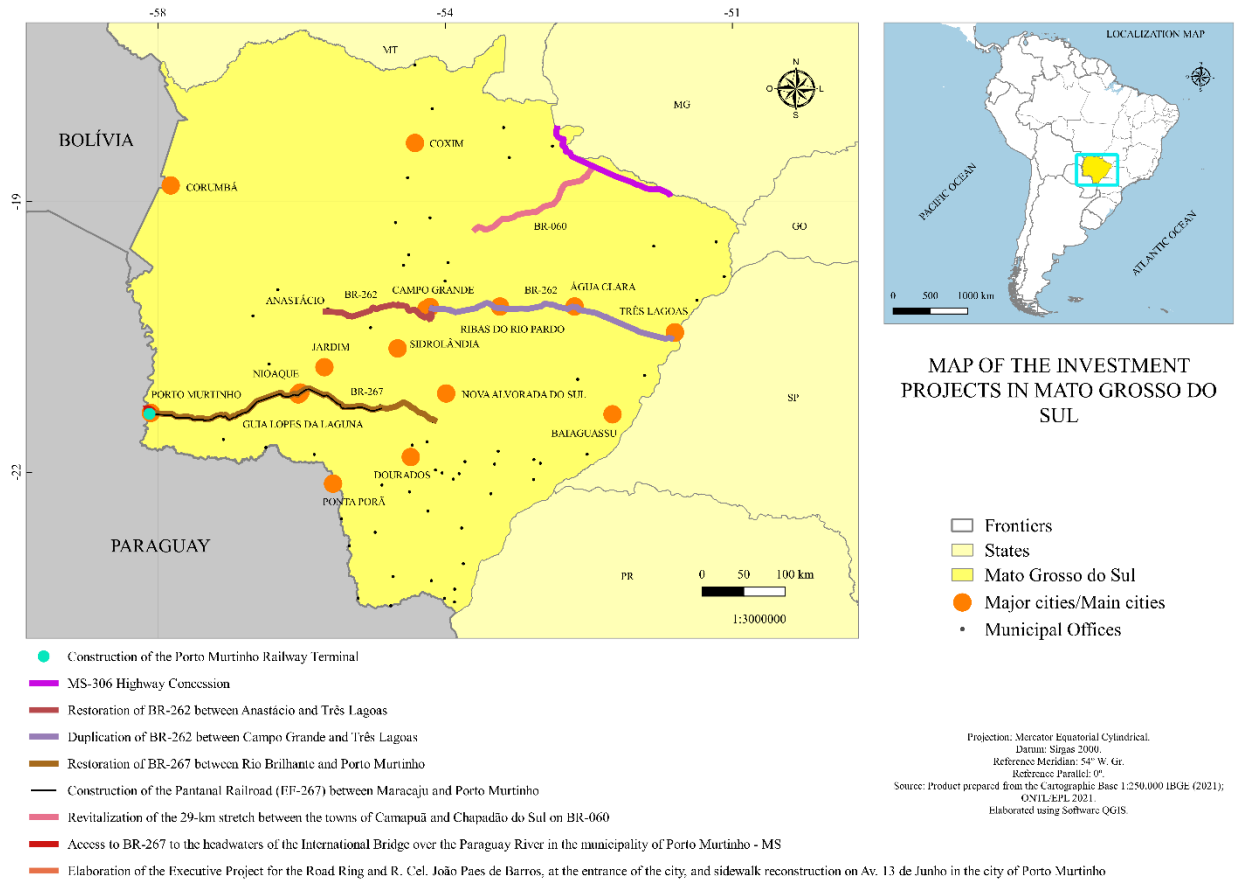 -58
-54
-51
MT
MG
GO
SP
PR
BOLÍVIA
PARAGUAY
-19
-22
N
O
L
S
COXIM
CORUMBÁ
BR-060
ANASTÁCIO
BR-262
CAMPO GRANDE
BR-262
ÁGUA CLARA
TRÊS LAGOAS
RIBAS DO RIO PARDO
SIDROLÂNDIA
JARDIM
NIOAQUE
PORTO MURTINHO
BR-267
NOVA ALVORADA DO SUL
GUIA LOPES DA LAGUNA
BAIAGUASSU
DOURADOS
PONTA PORÃ
0 50 100 km
1:3000000
LOCALIZATION MAP
PACIFIC OCEAN
ATLANTIC OCEAN
0 500 1000 km
MAP OF THE INVESTMENT
PROJECTS IN MATO GROSSO DO
SUL
Frontiers
States
Mato Grosso do Sul
Major cities/Main cities
Municipal Offices
Construction of the Porto Murtinho Railway Terminal
MS-306 Highway Concession
Restoration of BR-262 between Anastácio and Três Lagoas
Duplication of BR-262 between Campo Grande and Três Lagoas
Restoration of BR-267 between Rio Brilhante and Porto Murtinho
Construction of the Pantanal Railroad (EF-267) between Maracaju and Porto Murtinho
Revitalization of the 29-km stretch between the towns of Camapuã and Chapadão do Sul on BR-060
Access to BR-267 to the headwaters of the International Bridge over the Paraguay River in the municipality of Porto Murtinho - MS
Elaboration of the Executive Project for the Road Ring and R. Cel. João Paes de Barros, at the entrance of the city, and sidewalk reconstruction on Av. 13 de Junho in the city of Porto Murtinho
Projection: Mercator Equatorial Cylindrical.
Datum: Sirgas 2000.
Reference Meridian: 54° W. Gr.
Reference Parallel: 0°.
Source: Product prepared from the Cartographic Base 1:250.000 IBGE (2021);
ONTL/EPL 2021.
Elaborated using Software QGIS.